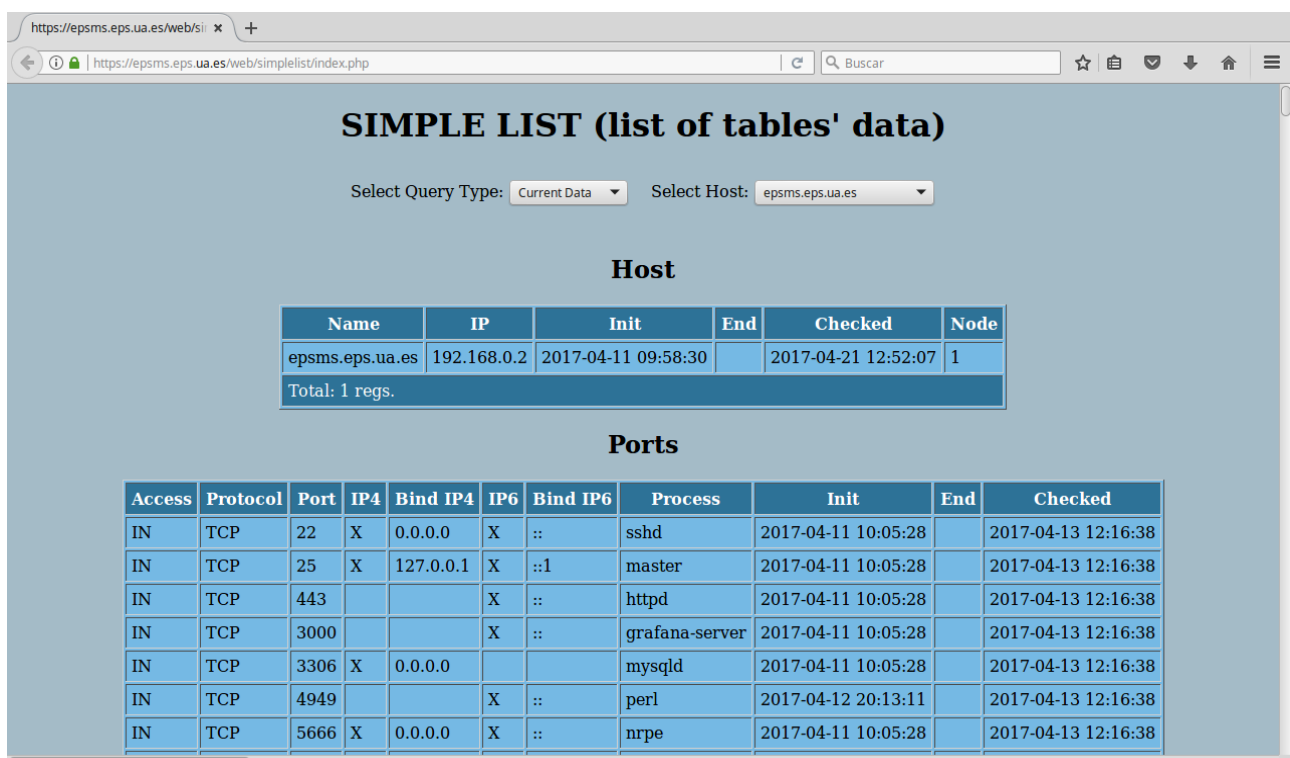 https://epsms.eps.ua.es/web/sir
https://epsms.eps.ua.es/web/simplelist/index.php Buscar
SIMPLE LIST (list of tables' data)
Select Query Type: Current Data Select Host: epsms.eps.ua.es
Host
Name IP Init End Checked Node
epsms.eps.ua.es 192.168.0.2 2017-04-11 09:58:30 2017-04-21 12:52:07 1
Total: 1 regs.
Ports
Access Protocol Port IP4 Bind IP4 IP6 Bind IP6 Process Init End Checked
IN TCP 22 X 0.0.0.0 X :: sshd 2017-04-11 10:05:28 2017-04-13 12:16:38
IN TCP 25 X 127.0.0.1 X ::1 master 2017-04-11 10:05:28 2017-04-13 12:16:38
IN TCP 443 X :: httpd 2017-04-11 10:05:28 2017-04-13 12:16:38
IN TCP 3000 X :: grafana-server 2017-04-11 10:05:28 2017-04-13 12:16:38
IN TCP 3306 X 0.0.0.0 mysqld 2017-04-11 10:05:28 2017-04-13 12:16:38
IN TCP 4949 X :: perl 2017-04-12 20:13:11 2017-04-13 12:16:38
IN TCP 5666 X 0.0.0.0 X :: nrpe 2017-04-11 10:05:28 2017-04-13 12:16:38